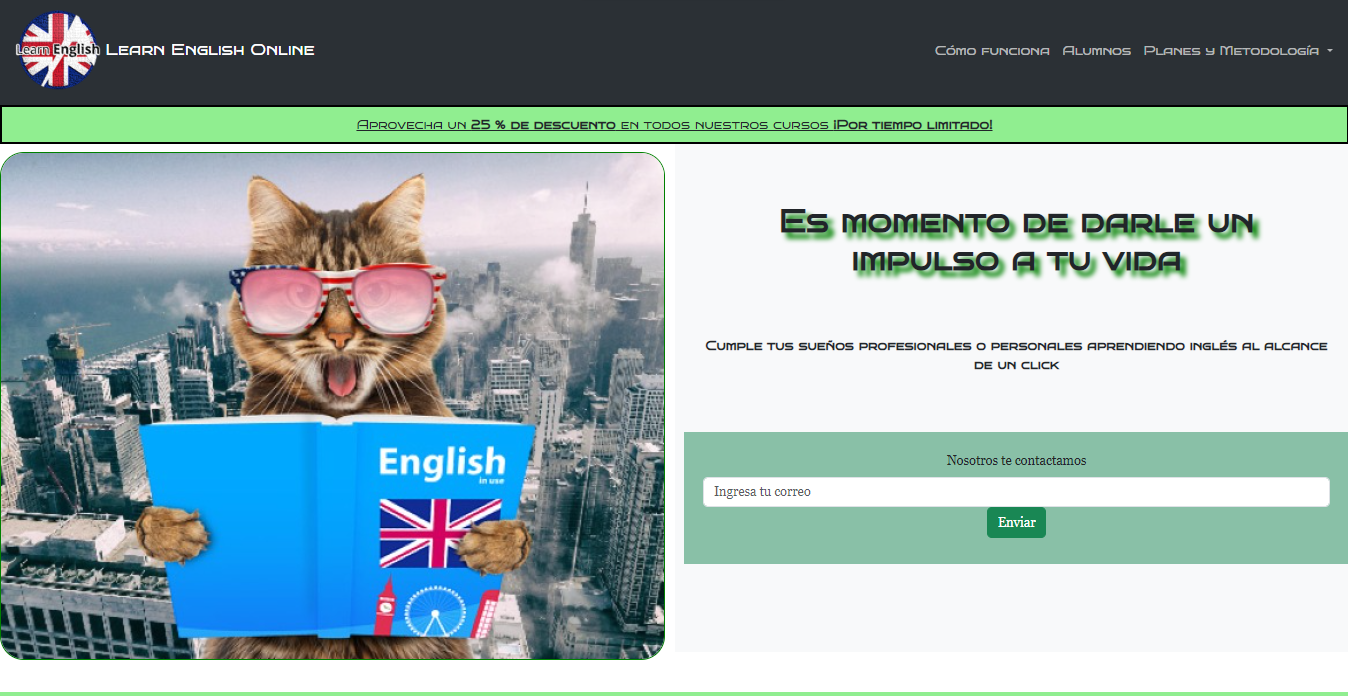 Learn English
Learn English Online
Cómo funciona
Alumnos
Planes y Metodología
Aprovecha un 25 % de descuento en todos nuestros cursos ¡Por tiempo limitado!
Es momento de darle un
impulso a tu vida
Cumple tus sueños profesionales o personales aprendiendo inglés al alcance
de un click
English
in use
Nosotros te contactamos
Ingresa tu correo
Enviar